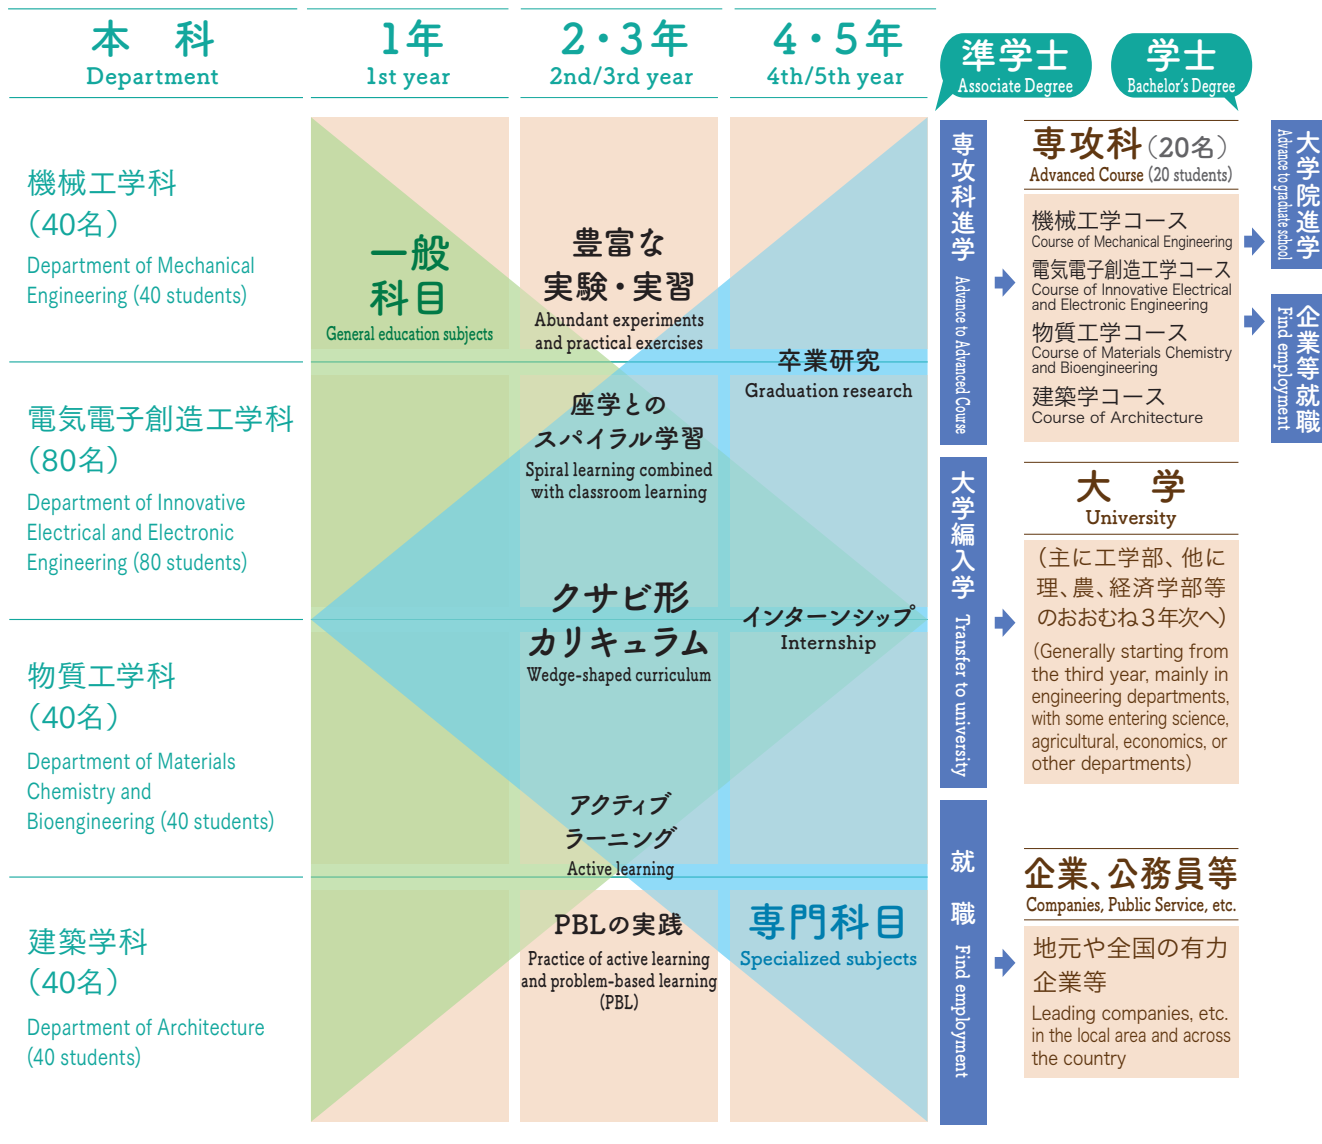 本　科
Department
1年
1st year
2・3年
2nd/3rd year
4・5年
4th/5th year
準学士
Associate Degree
学士
Bachelor's Degree
機械工学科
（40名）
Department of Mechanical
Engineering (40 students)
電気電子創造工学科
（80名）
Department of Innovative
Electrical and Electronic
Engineering (80 students)
物質工学科
（40名）
Department of Materials
Chemistry and
Bioengineering (40 students)
建築学科
（40名）
Department of Architecture
(40 students)
一般
科目
General education subjects
豊富な
実験・実習
Abundant experiments
and practical exercises
座学との
スパイラル学習
Spiral learning combined
with classroom learning
クサビ形
カリキュラム
Wedge-shaped curriculum
アクティブ
ラーニング
Active learning
PBLの実践
Practice of active learning
and problem-based learning
(PBL)
卒業研究
Graduation research
インターンシップ
Internship
専門科目
Specialized subjects
専攻科進学 Advance to Advanced Course
専攻科（20名）
Advanced Course (20 students)
機械工学コース
Course of Mechanical Engineering
電気電子創造工学コース
Course of Innovative Electrical
and Electronic Engineering
物質工学コース
Course of Materials Chemistry
and Bioengineering
建築学コース
Course of Architecture
大学院進学
Advance to graduate school
企業等就職
Find employment
大学編入学 Transfer to university
大　学
University
（主に工学部、他に
理、農、経済学部等
のおおむね３年次へ）
(Generally starting from
the third year, mainly in
engineering departments,
with some entering science,
agricultural, economics, or
other departments)
就職 Find employment
企業、公務員等
Companies, Public Service, etc.
地元や全国の有力
企業等
Leading companies, etc.
in the local area and across
the country